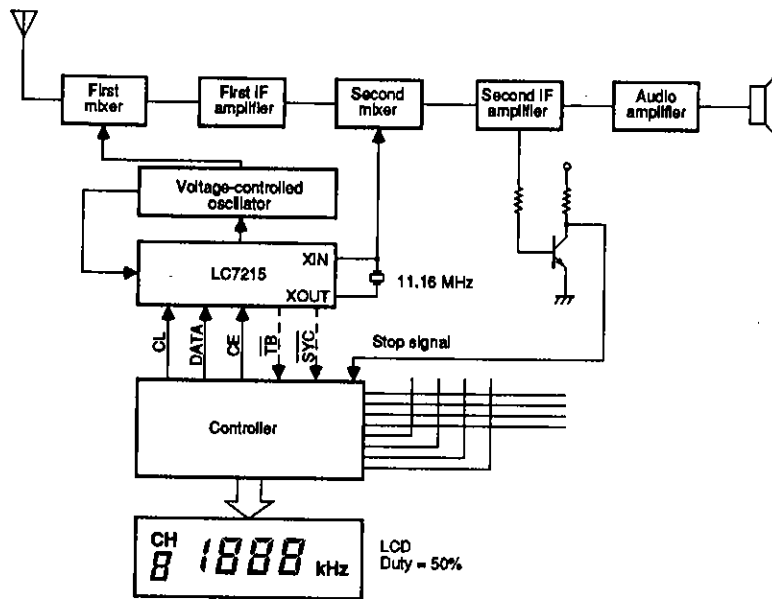 First
mixer
First IF
amplifier
Second
mixer
Second IF
amplifier
Audio
amplifier
Voltage-controlled
oscillator
XIN
LC7215
XOUT
11.16 MHz
CL
DATA
CE
TB
SYC
Stop signal
Controller
CH
8
1888 kHz
LCD
Duty = 50%